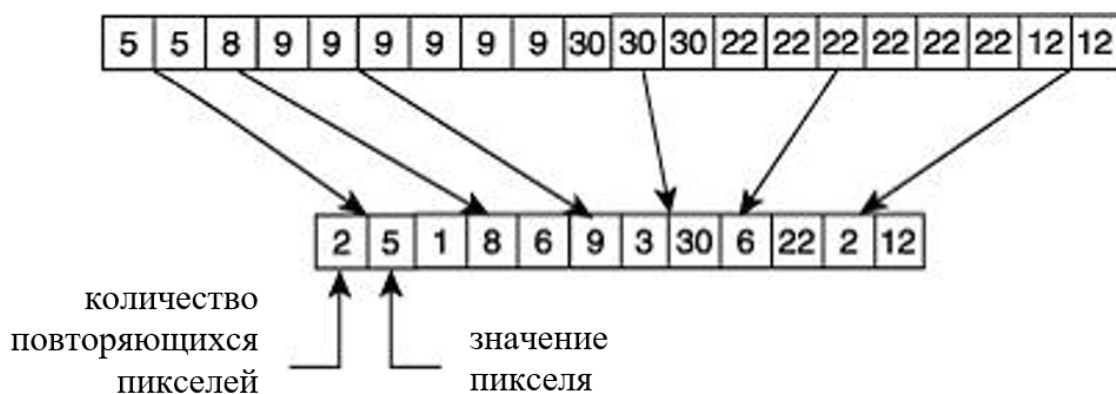 5 5 8 9 9 9 9 9 9 30 30 30 22 22 22 22 22 22 12 12
2 5 1 8 6 9 3 30 6 22 2 12
количество
повторяющихся
пикселей
значение
пикселя